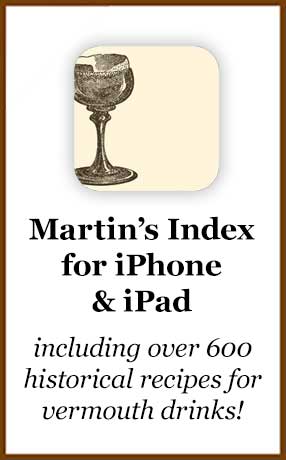 Martin’s Index
for iPhone
& iPad
including over 600
historical recipes for
vermouth drinks!